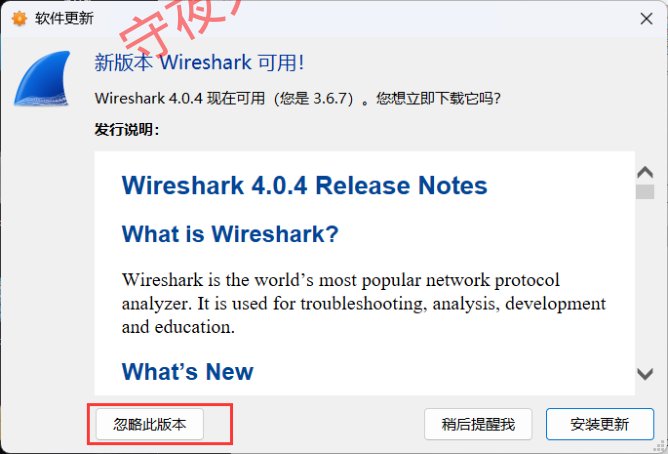 软件更新
守夜
新版本 Wireshark 可用！
Wireshark 4.0.4 现在可用（您是 3.6.7）。您想立即下载它吗?
发行说明：
Wireshark 4.0.4 Release Notes
What is Wireshark?
Wireshark is the world’s most popular network protocol
analyzer. It is used for troubleshooting, analysis, development
and education.
What’s New
忽略此版本
稍后提醒我
安装更新